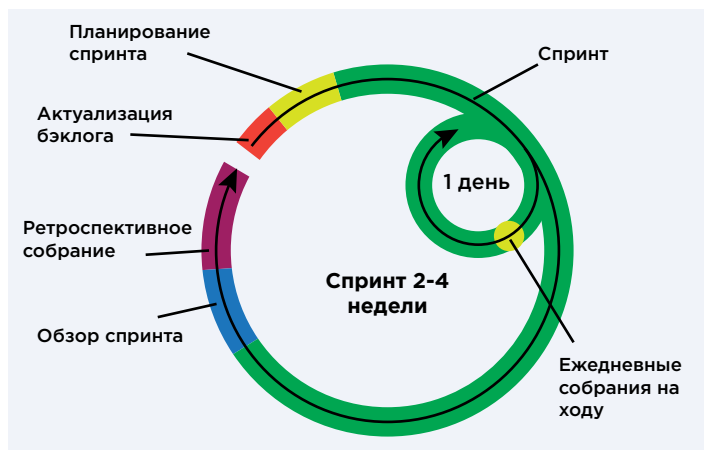 Планирование
спринта
Спринт
Актуализация
бэклога
1 день
Ретроспективное
собрание
Спринт 2-4
недели
Обзор спринта
Ежедневные
собрания на
ходу